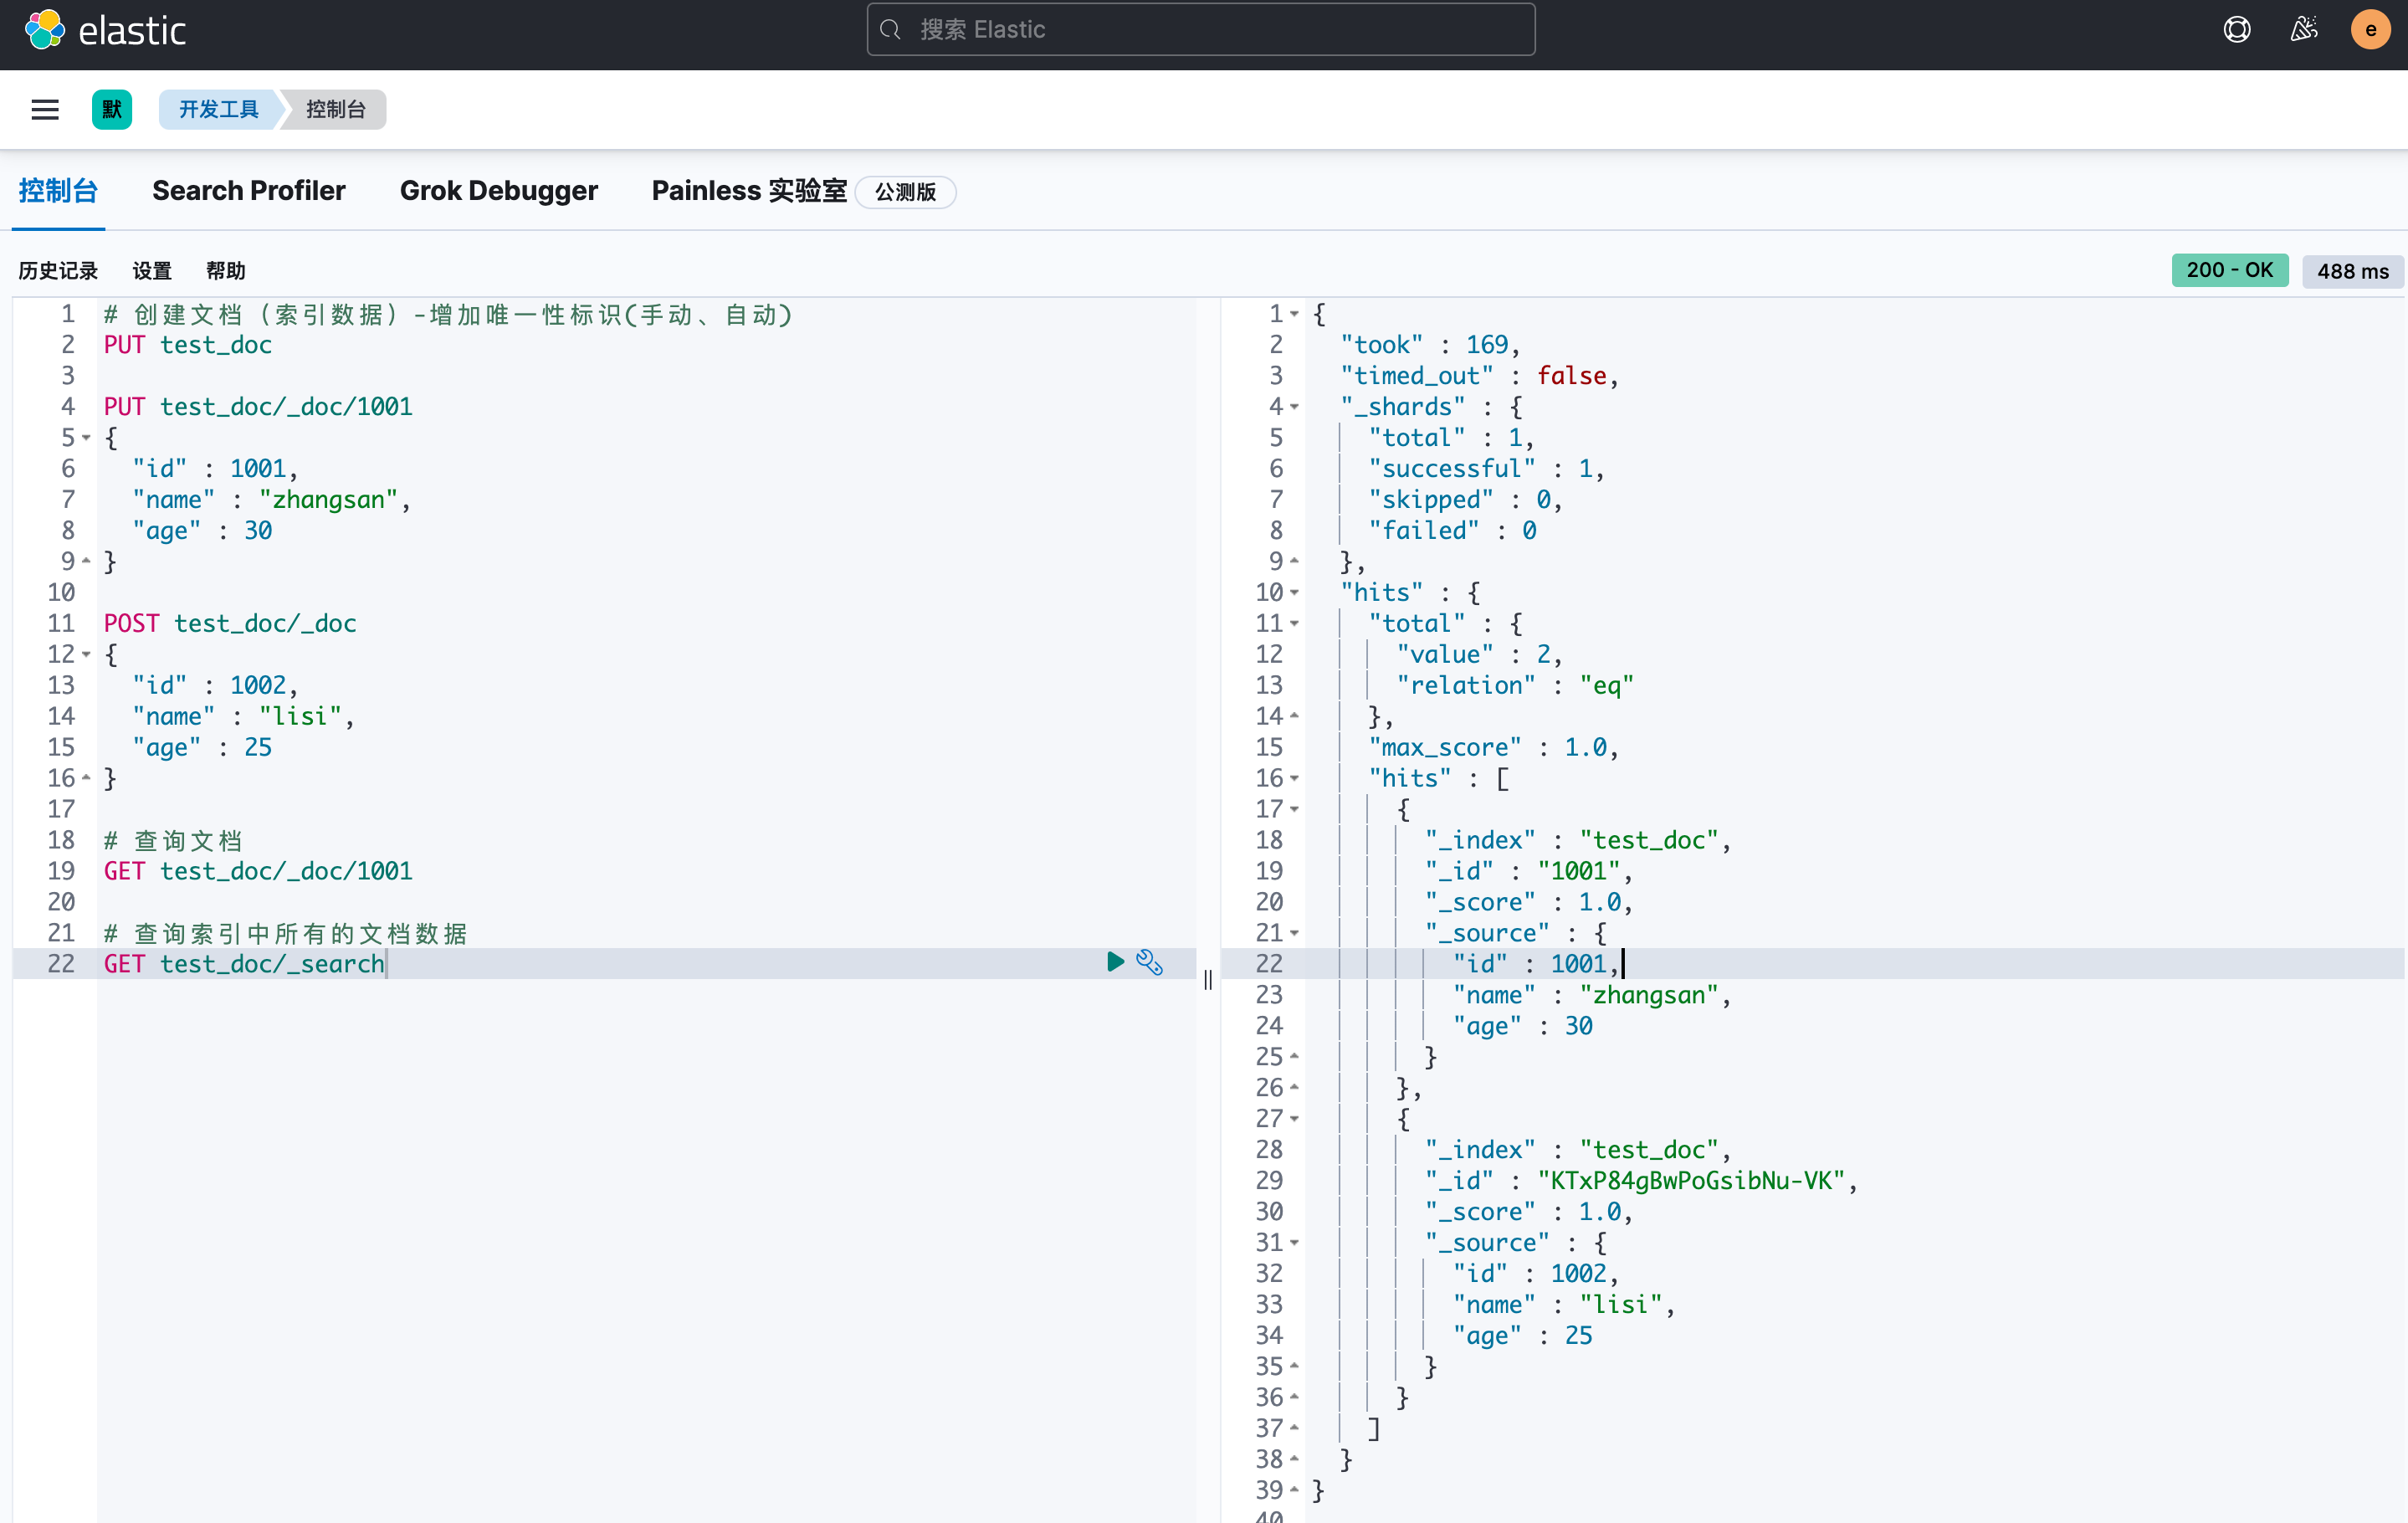 elastic
搜索 Elastic
e
默
开发工具
控制台
控制台
Search Profiler
Grok Debugger
Painless 实验室
公测版
历史记录
设置
帮助
200 - OK
488 ms
1 # 创建文档（索引数据）-增加唯一性标识(手动、自动)
2 PUT test_doc
3
4 PUT test_doc/_doc/1001
5 {
6 "id" : 1001,
7 "name" : "zhangsan",
8 "age" : 30
9 }
10
11 POST test_doc/_doc
12 {
13 "id" : 1002,
14 "name" : "lisi",
15 "age" : 25
16 }
17
18 # 查询文档
19 GET test_doc/_doc/1001
20
21 # 查询索引中所有的文档数据
22 GET test_doc/_search
1 {
2 "took" : 169,
3 "timed_out" : false,
4 "_shards" : {
5 "total" : 1,
6 "successful" : 1,
7 "skipped" : 0,
8 "failed" : 0
9 },
10 "hits" : {
11 "total" : {
12 "value" : 2,
13 "relation" : "eq"
14 },
15 "max_score" : 1.0,
16 "hits" : [
17 {
18 "_index" : "test_doc",
19 "_id" : "1001",
20 "_score" : 1.0,
21 "_source" : {
22 "id" : 1001,
23 "name" : "zhangsan",
24 "age" : 30
25 }
26 },
27 {
28 "_index" : "test_doc",
29 "_id" : "KTxP84gBwPoGsibNu-VK",
30 "_score" : 1.0,
31 "_source" : {
32 "id" : 1002,
33 "name" : "lisi",
34 "age" : 25
35 }
36 }
37 ]
38 }
39 }
40